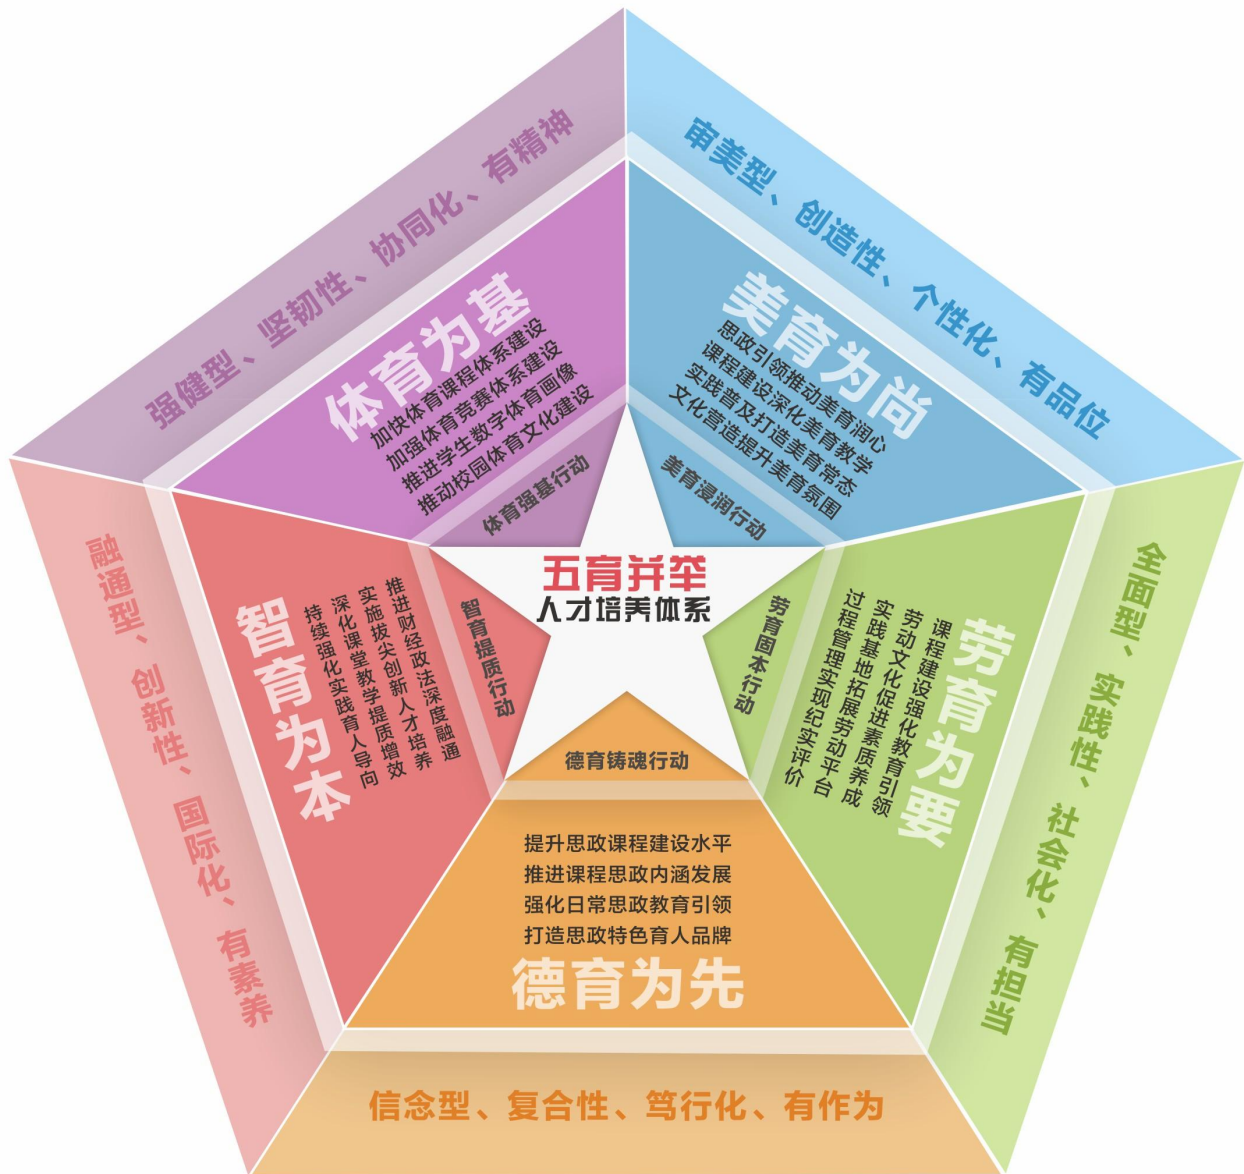 五育并举
人才培养体系
强健型、坚韧性、协同化、有精神
体育为基
加快体育课程体系建设
加强体育竞赛体系建设
推进学生数字体育画像
推动校园体育文化建设
体育强基行动
审美型、创造性、个性化、有品位
美育为尚
思政引领推动美育润心
课程建设深化美育教学
实践普及打造美育常态
文化营造提升美育氛围
美育浸润行动
全面型、实践性、社会化、有担当
劳育为要
课程建设强化教育引领
劳动文化促进素质养成
实践基地拓展劳动平台
过程管理实现纪实评价
劳育固本行动
德育铸魂行动
提升思政课程建设水平
推进课程思政内涵发展
强化日常思政教育引领
打造思政特色育人品牌
德育为先
信念型、复合性、笃行化、有作为
融通型、创新性、国际化、有素养
智育为本
推进财经政法深度融通
实施拔尖创新人才培养
深化课堂教学提质增效
持续强化实践育人导向
智育提质行动